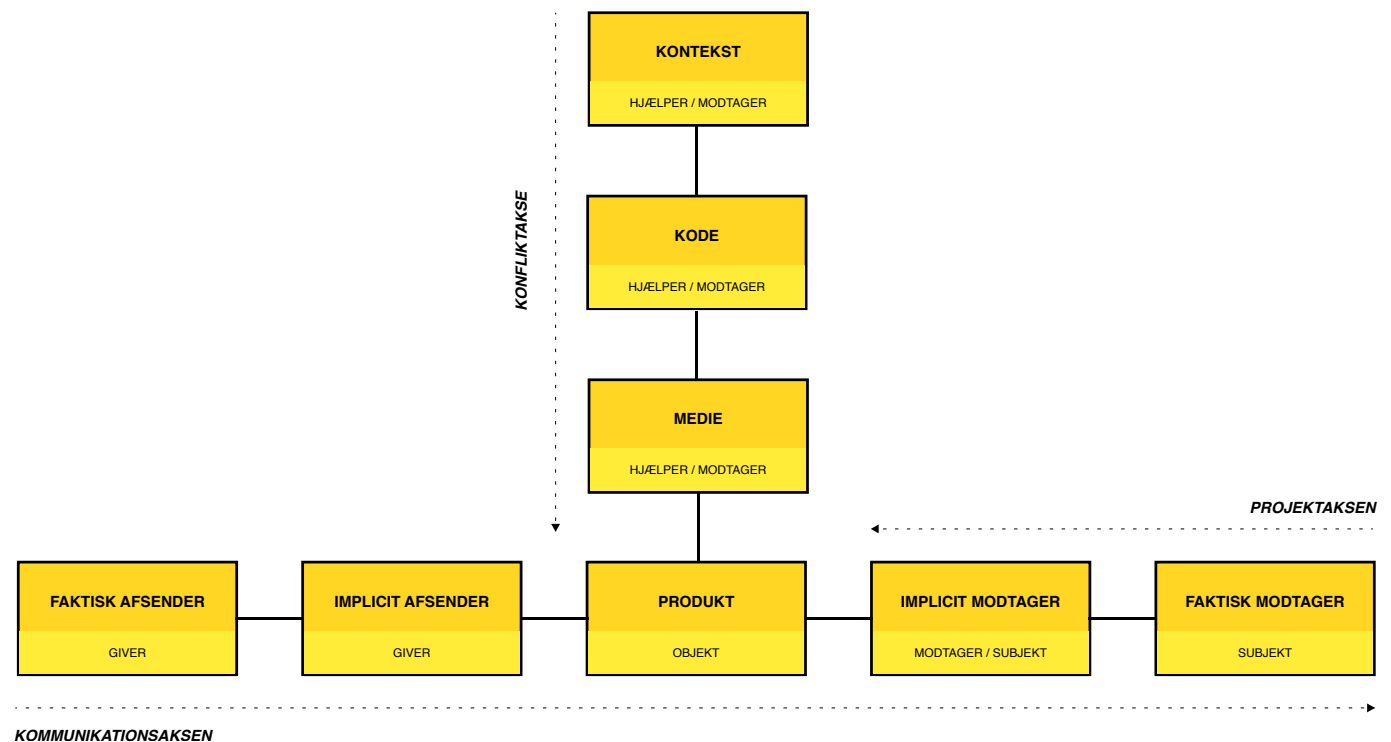 KONTEKST
HJÆLPER / MODTAGER
KONFLIKTAKSE
KODE
HJÆLPER / MODTAGER
MEDIE
HJÆLPER / MODTAGER
PROJEKTAKSEN
FAKTISK AFSENDER
GIVER
IMPLICIT AFSENDER
GIVER
PRODUKT
OBJEKT
IMPLICIT MODTAGER
MODTAGER / SUBJEKT
FAKTISK MODTAGER
SUBJEKT
KOMMUNIKATIONSAKSEN